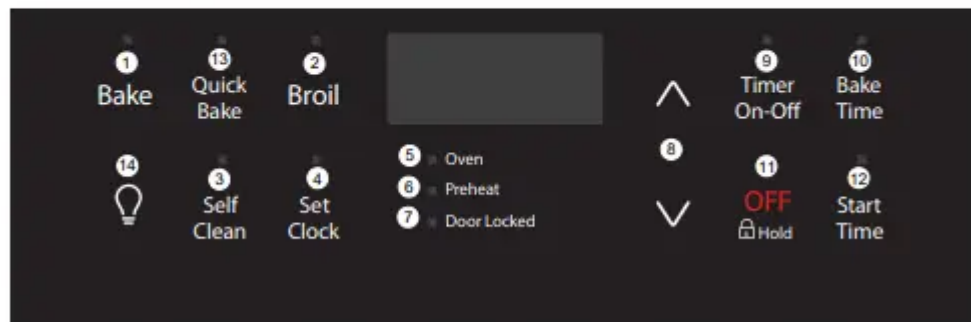 1
Bake
13
Quick
Bake
2
Broil
14
3
Self
Clean
4
Set
Clock
5 Oven
6 Preheat
7 Door Locked
8
9
Timer
On-Off
10
Bake
Time
11
OFF
Hold
12
Start
Time